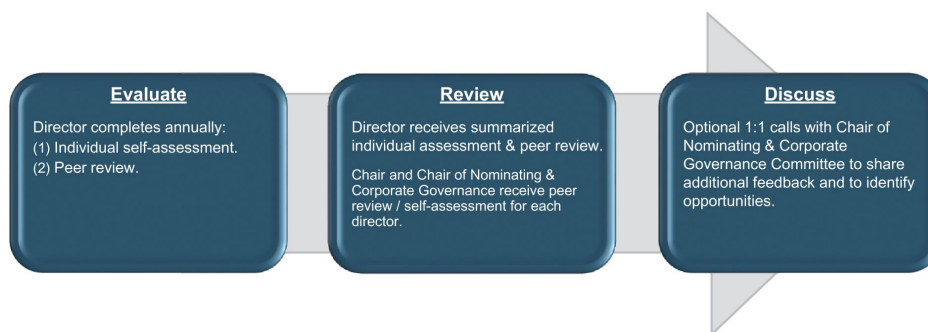 Evaluate
Director completes annually:
(1) Individual self-assessment.
(2) Peer review.
Review
Director receives summarized
individual assessment & peer review.
Chair and Chair of Nominating &
Corporate Governance receive peer
review / self-assessment for each
director.
Discuss
Optional 1:1 calls with Chair of
Nominating & Corporate
Governance Committee to share
additional feedback and to identify
opportunities.